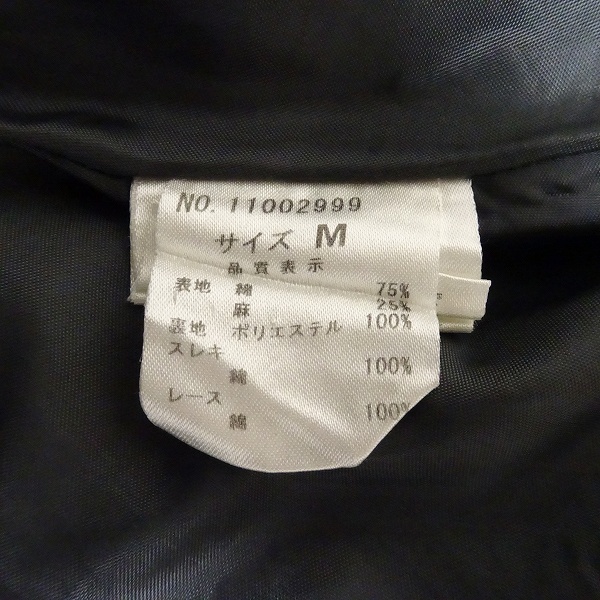 NO. 11002999
サイズ M
品質表示
表地 綿 75%
麻 25%
裏地 ポリエステル 100%
スレキ
綿 100%
レース
綿 100%